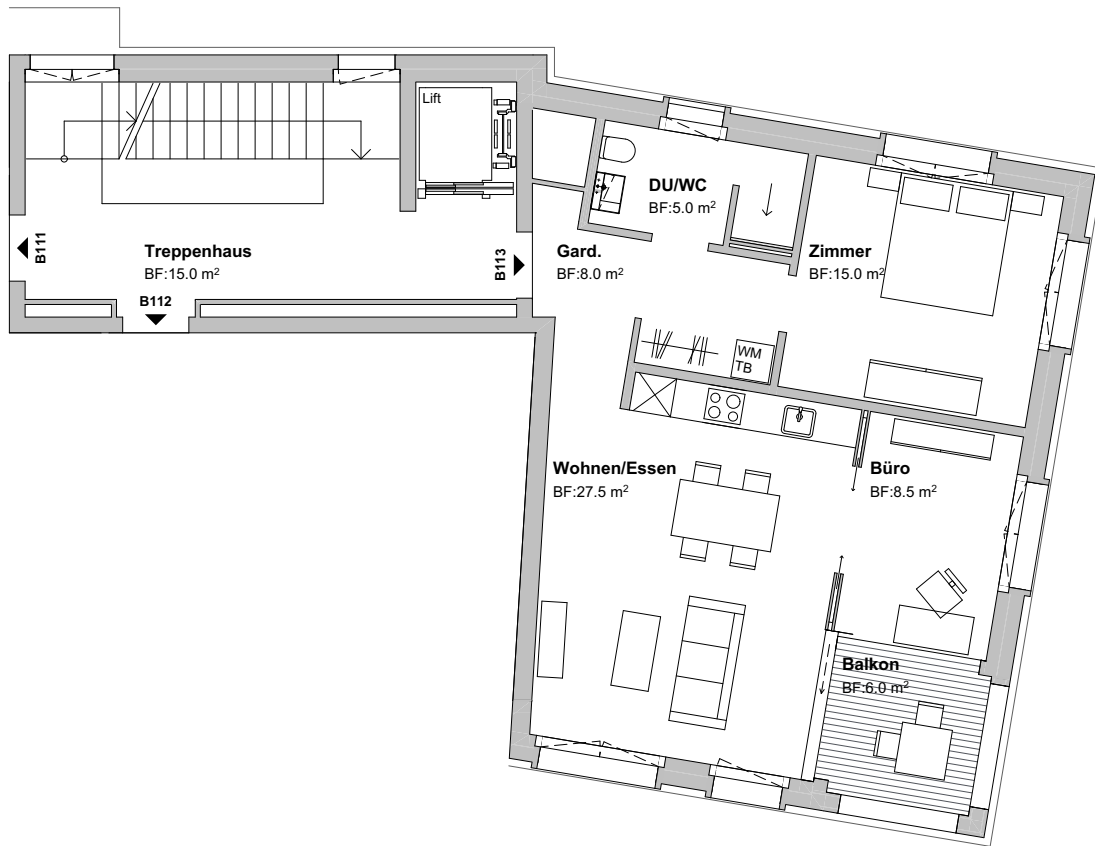 Lift
DU/WC
BF:5.0 m²
Treppenhaus
BF:15.0 m²
B111
B113
Gard.
BF:8.0 m²
Zimmer
BF:15.0 m²
B112
WM
TB
Wohnen/Essen
BF:27.5 m²
Büro
BF:8.5 m²
Balkon
BF:6.0 m²